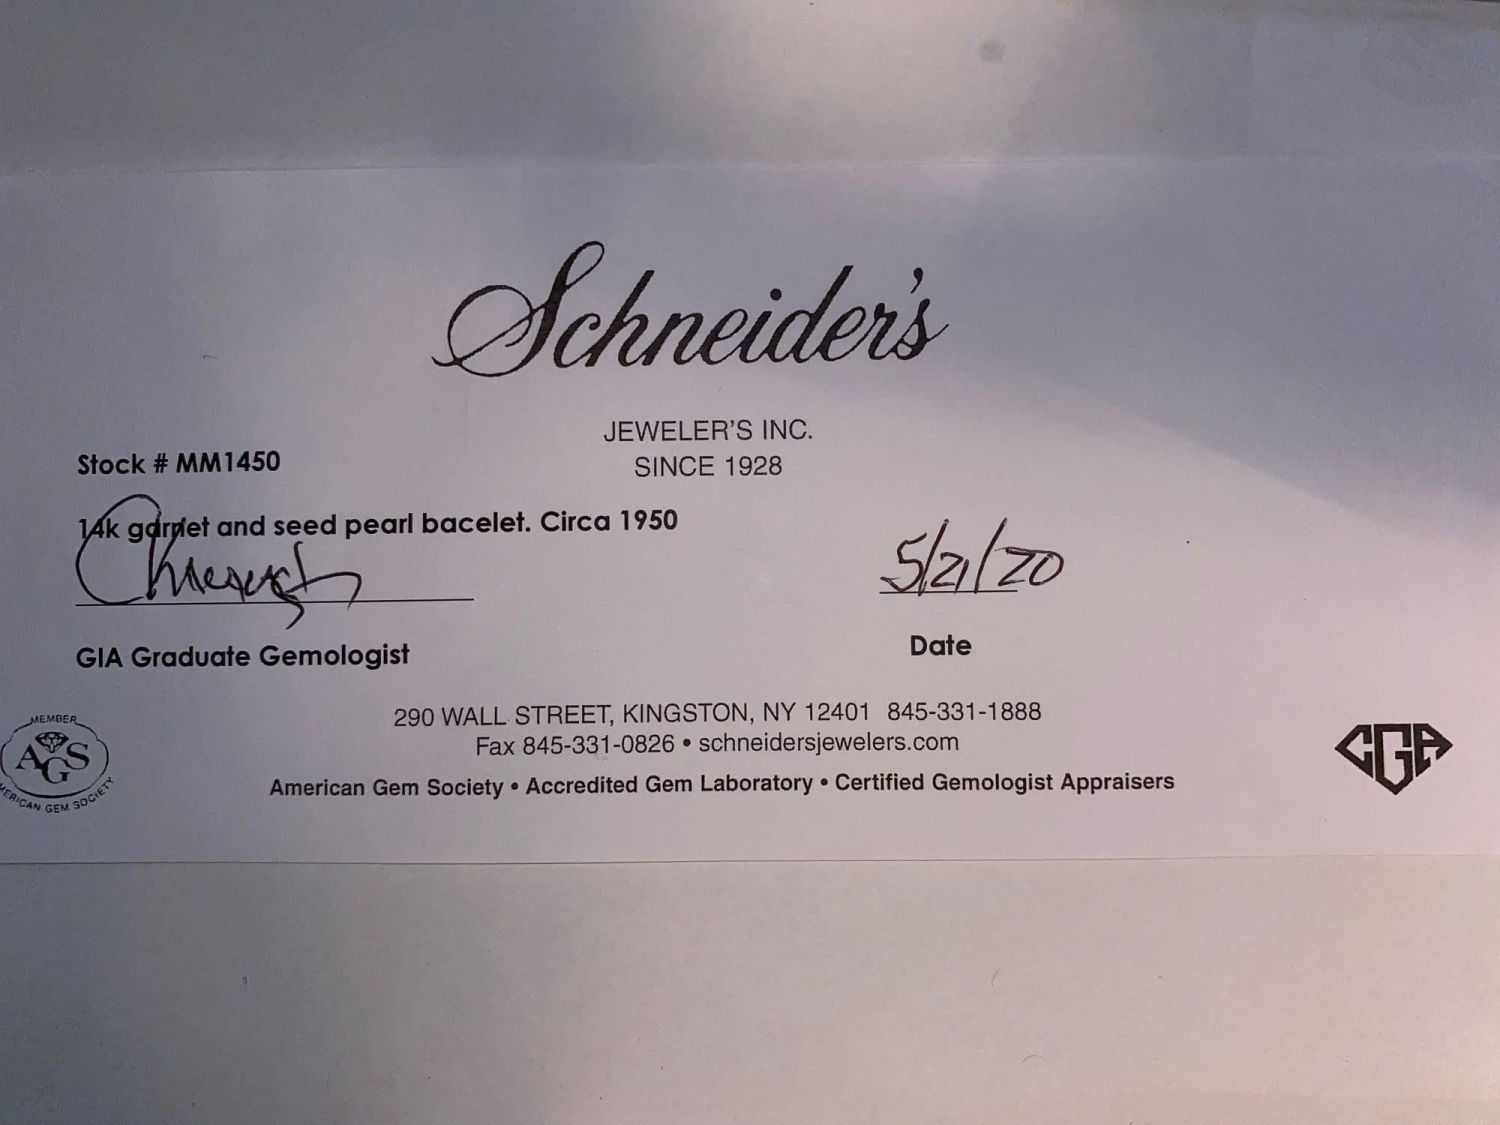 Schneider's
JEWELER'S INC.
SINCE 1928
Stock # MM1450
14k garnet and seed pearl bacelet. Circa 1950
5/21/20
GIA Graduate Gemologist
Date
290 WALL STREET, KINGSTON, NY 12401 845-331-1888
Fax 845-331-0826 • schneidersjewelers.com
American Gem Society • Accredited Gem Laboratory • Certified Gemologist Appraisers
MEMBER
AGS
AMERICAN GEM SOCIETY
CGA